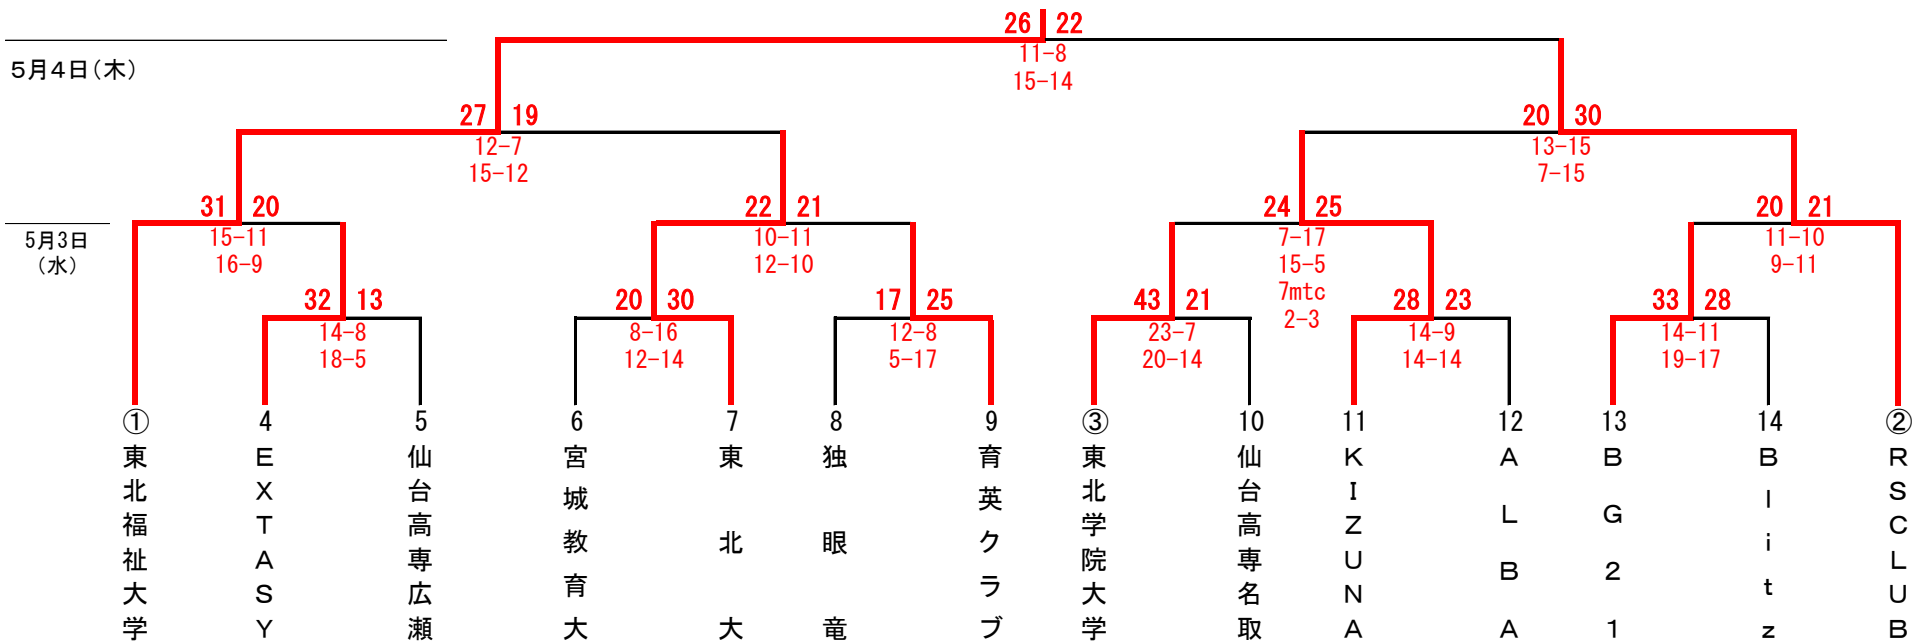 26 22
11-8
15-14
5月4日(木)
27 19
12-7
15-12
20 30
13-15
7-15
31 20
15-11
16-9
22 21
10-11
12-10
24 25
7-17
15-5
7mtc
2-3
20 21
11-10
9-11
5月3日
(水)
32 13
14-8
18-5
20 30
8-16
12-14
17 25
12-8
5-17
43 21
23-7
20-14
28 23
14-9
14-14
33 28
14-11
19-17
① 4 5 6 7 8 9 ③ 10 11 12 13 14 ②
東北福祉大学
EXTASY
仙台高専広瀬
宮城教育大
東北大
独眼竜
育英クラブ
東北学院大学
仙台高専名取
KIZUNA
ALBA
BG21
Blitz
RSCLUB